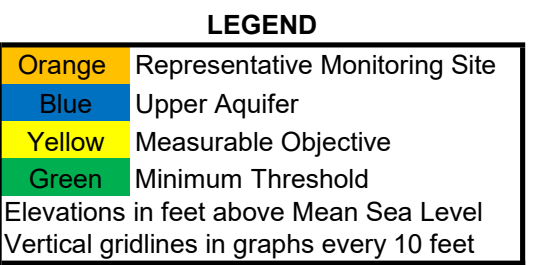 LEGEND
Orange Representative Monitoring Site
Blue Upper Aquifer
Yellow Measurable Objective
Green Minimum Threshold
Elevations in feet above Mean Sea Level
Vertical gridlines in graphs every 10 feet